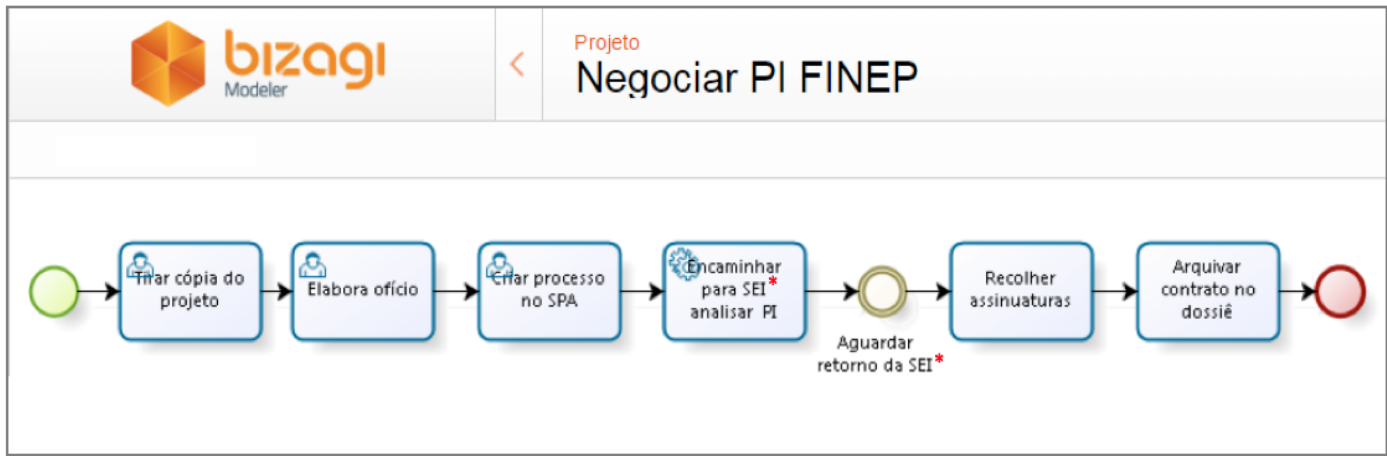 bizagi
Modeler
Projeto
Negociar PI FINEP
Tirar cópia do
projeto
Elabora ofício
Criar processo
no SPA
Encaminhar
para SEI*
analisar PI
Aguardar
retorno da SEI*
Recolher
assinuaturas
Arquivar
contrato no
dossiê